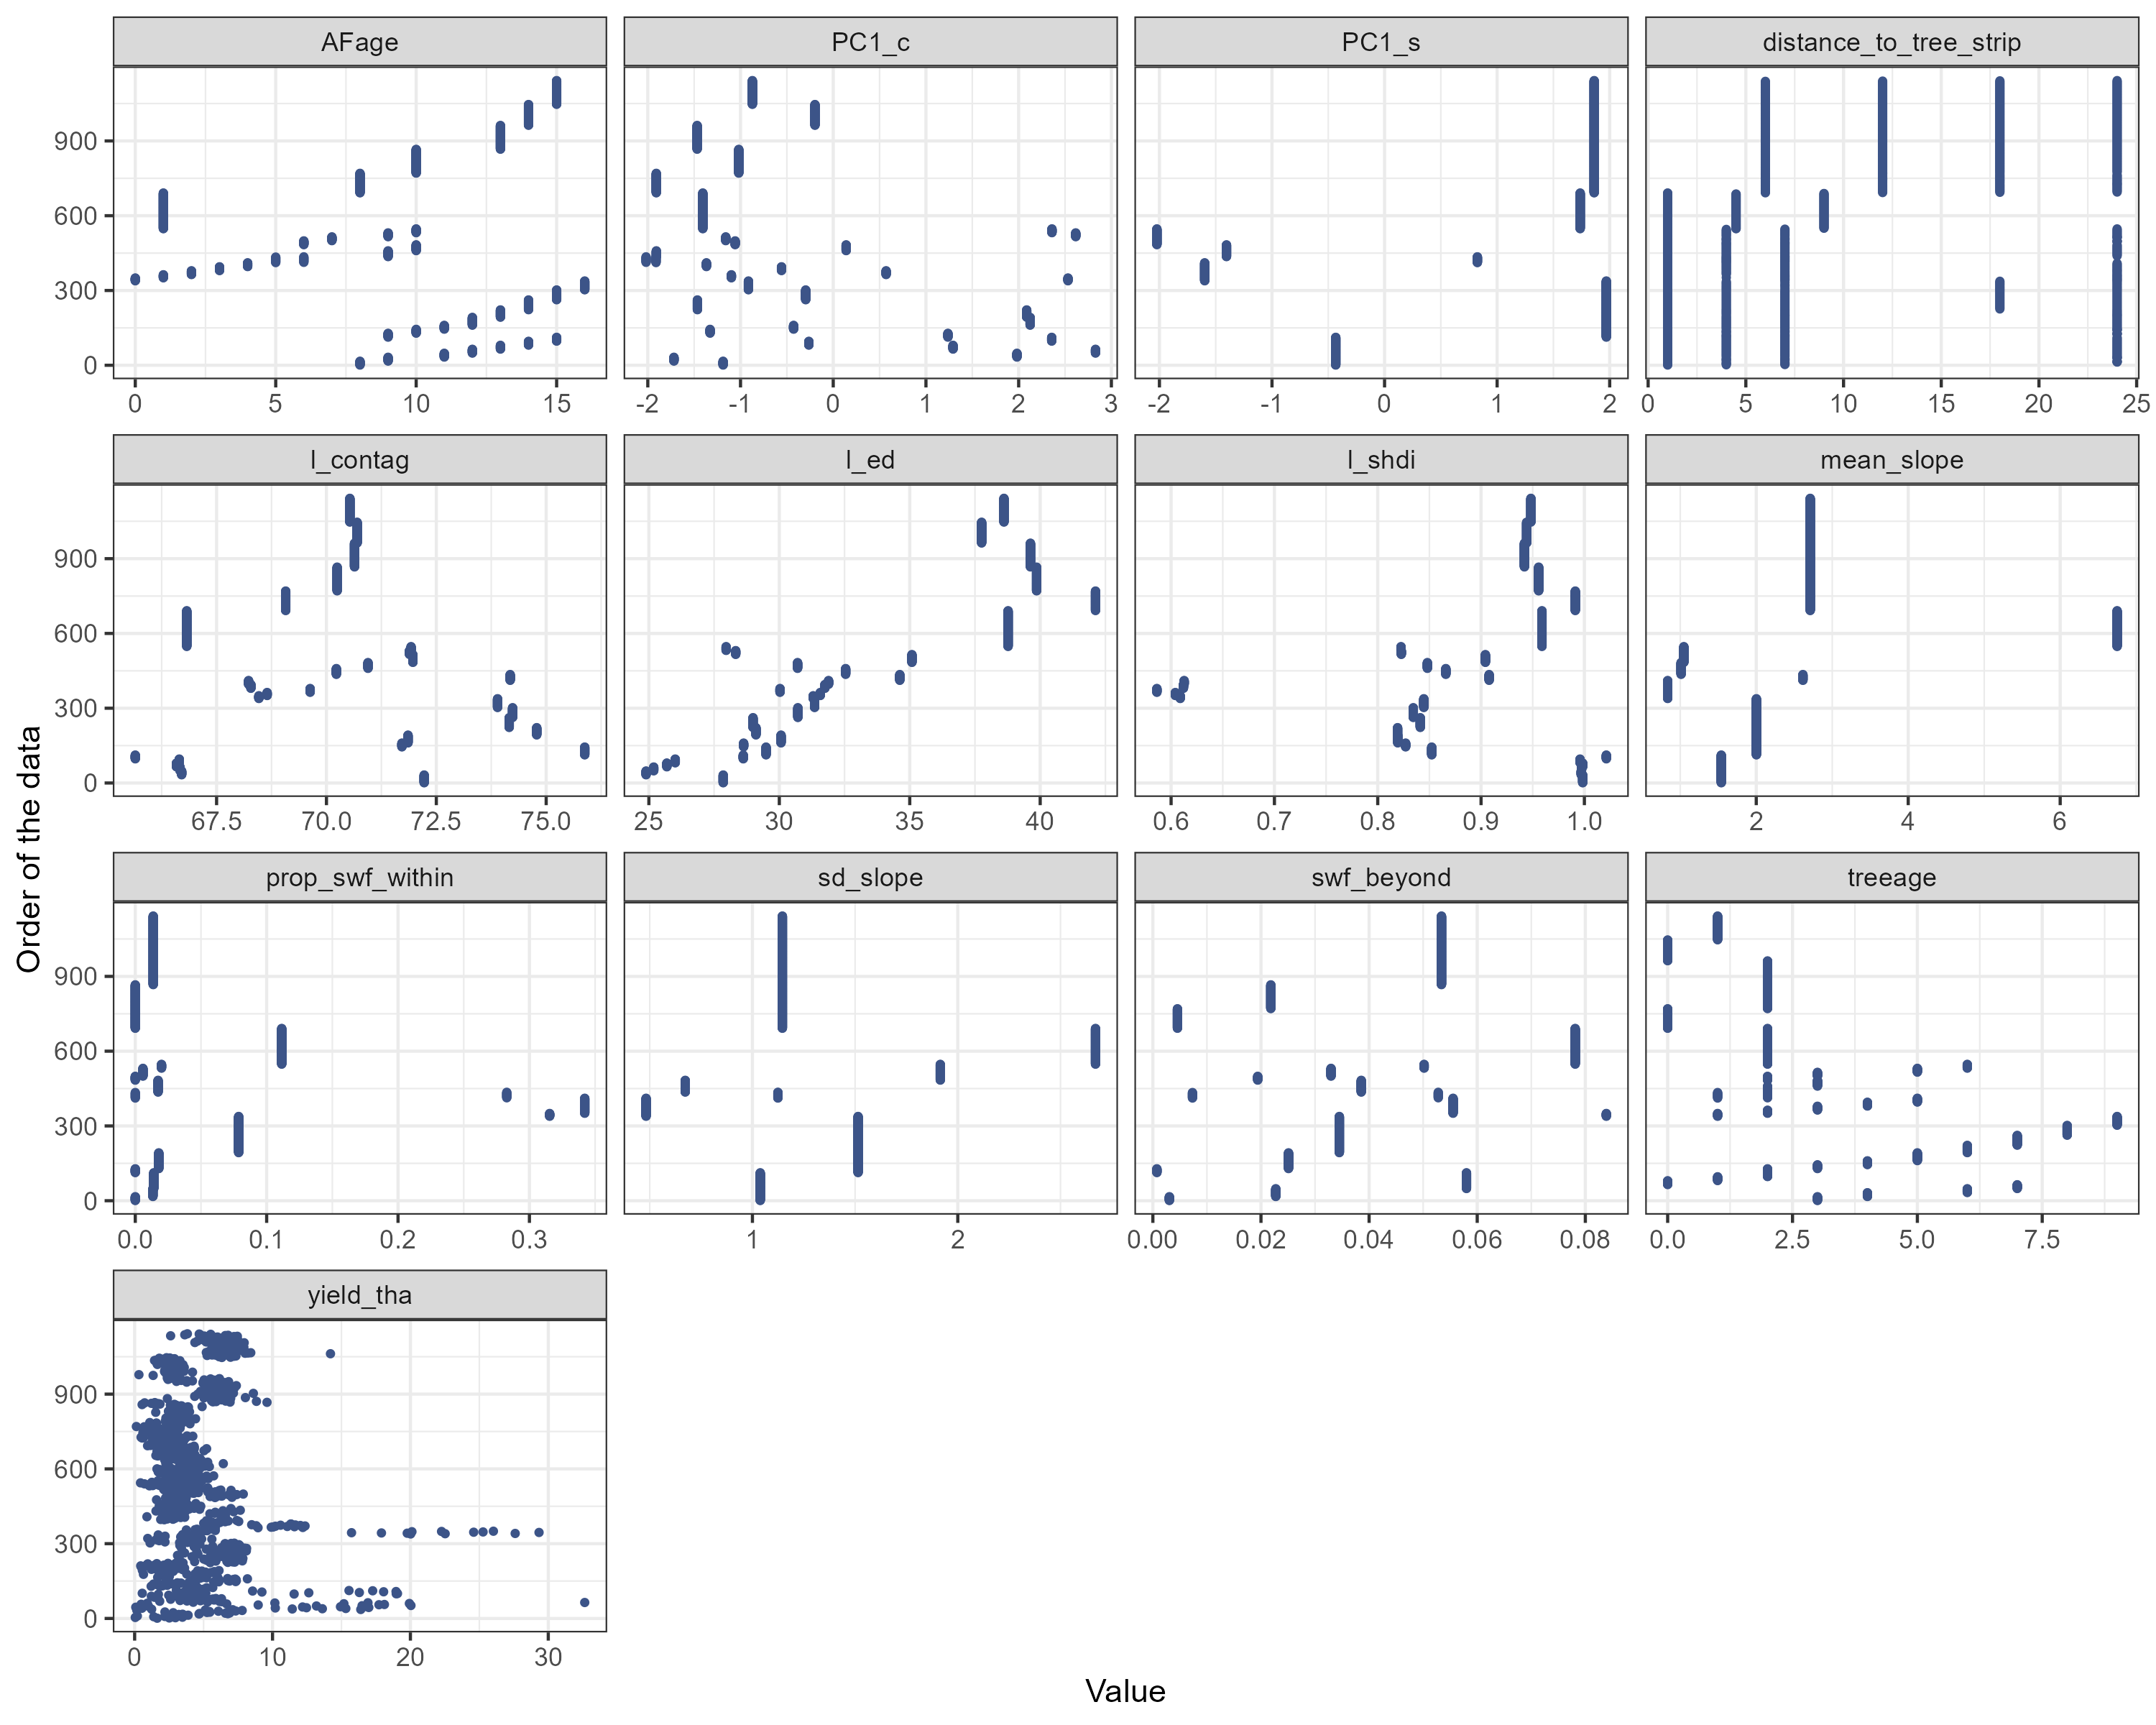 AFage PC1_c PC1_s distance_to_tree_strip
900
600
300
0
0 5 10 15 -2 -1 0 1 2 3 -2 -1 0 1 2 0 5 10 15 20 25
l_contag l_ed l_shdi mean_slope
900
600
300
0
67.5 70.0 72.5 75.0 25 30 35 40 0.6 0.7 0.8 0.9 1.0 2 4 6
Order of the data
prop_swf_within sd_slope swf_beyond treeage
900
600
300
0
0.0 0.1 0.2 0.3 1 2 0.00 0.02 0.04 0.06 0.08 0.0 2.5 5.0 7.5
yield_tha
900
600
300
0
0 10 20 30
Value